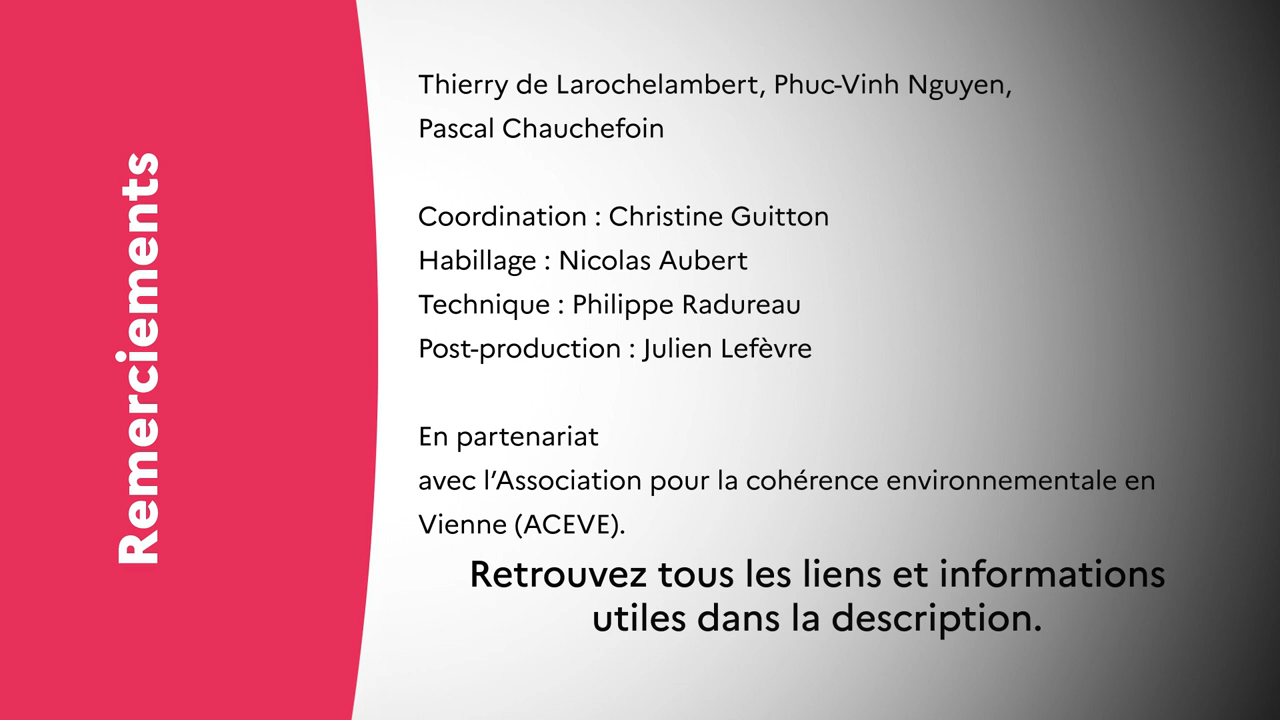 Remerciements
Thierry de Larochelambert, Phuc-Vinh Nguyen,
Pascal Chauchefoin
Coordination : Christine Guitton
Habillage : Nicolas Aubert
Technique : Philippe Radureau
Post-production : Julien Lefèvre
En partenariat
avec l’Association pour la cohérence environnementale en
Vienne (ACEVE).
Retrouvez tous les liens et informations
utiles dans la description.